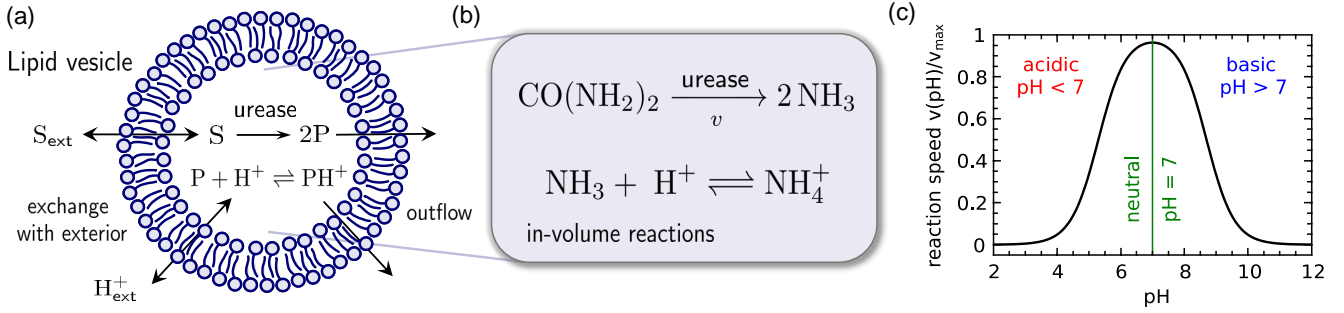 (a)
Lipid vesicle
urease
S_ext
S
2P
P + H⁺ ⇌ PH⁺
exchange
with exterior
outflow
H⁺_ext
(b)
CO(NH₂)₂ urease→ 2 NH₃
v
NH₃ + H⁺ ⇌ NH₄⁺
in-volume reactions
(c)
reaction speed v(pH)/v_max
1
0.8
0.6
0.4
0.2
0
acidic
pH < 7
basic
pH > 7
neutral
pH = 7
2 4 6 8 10 12
pH